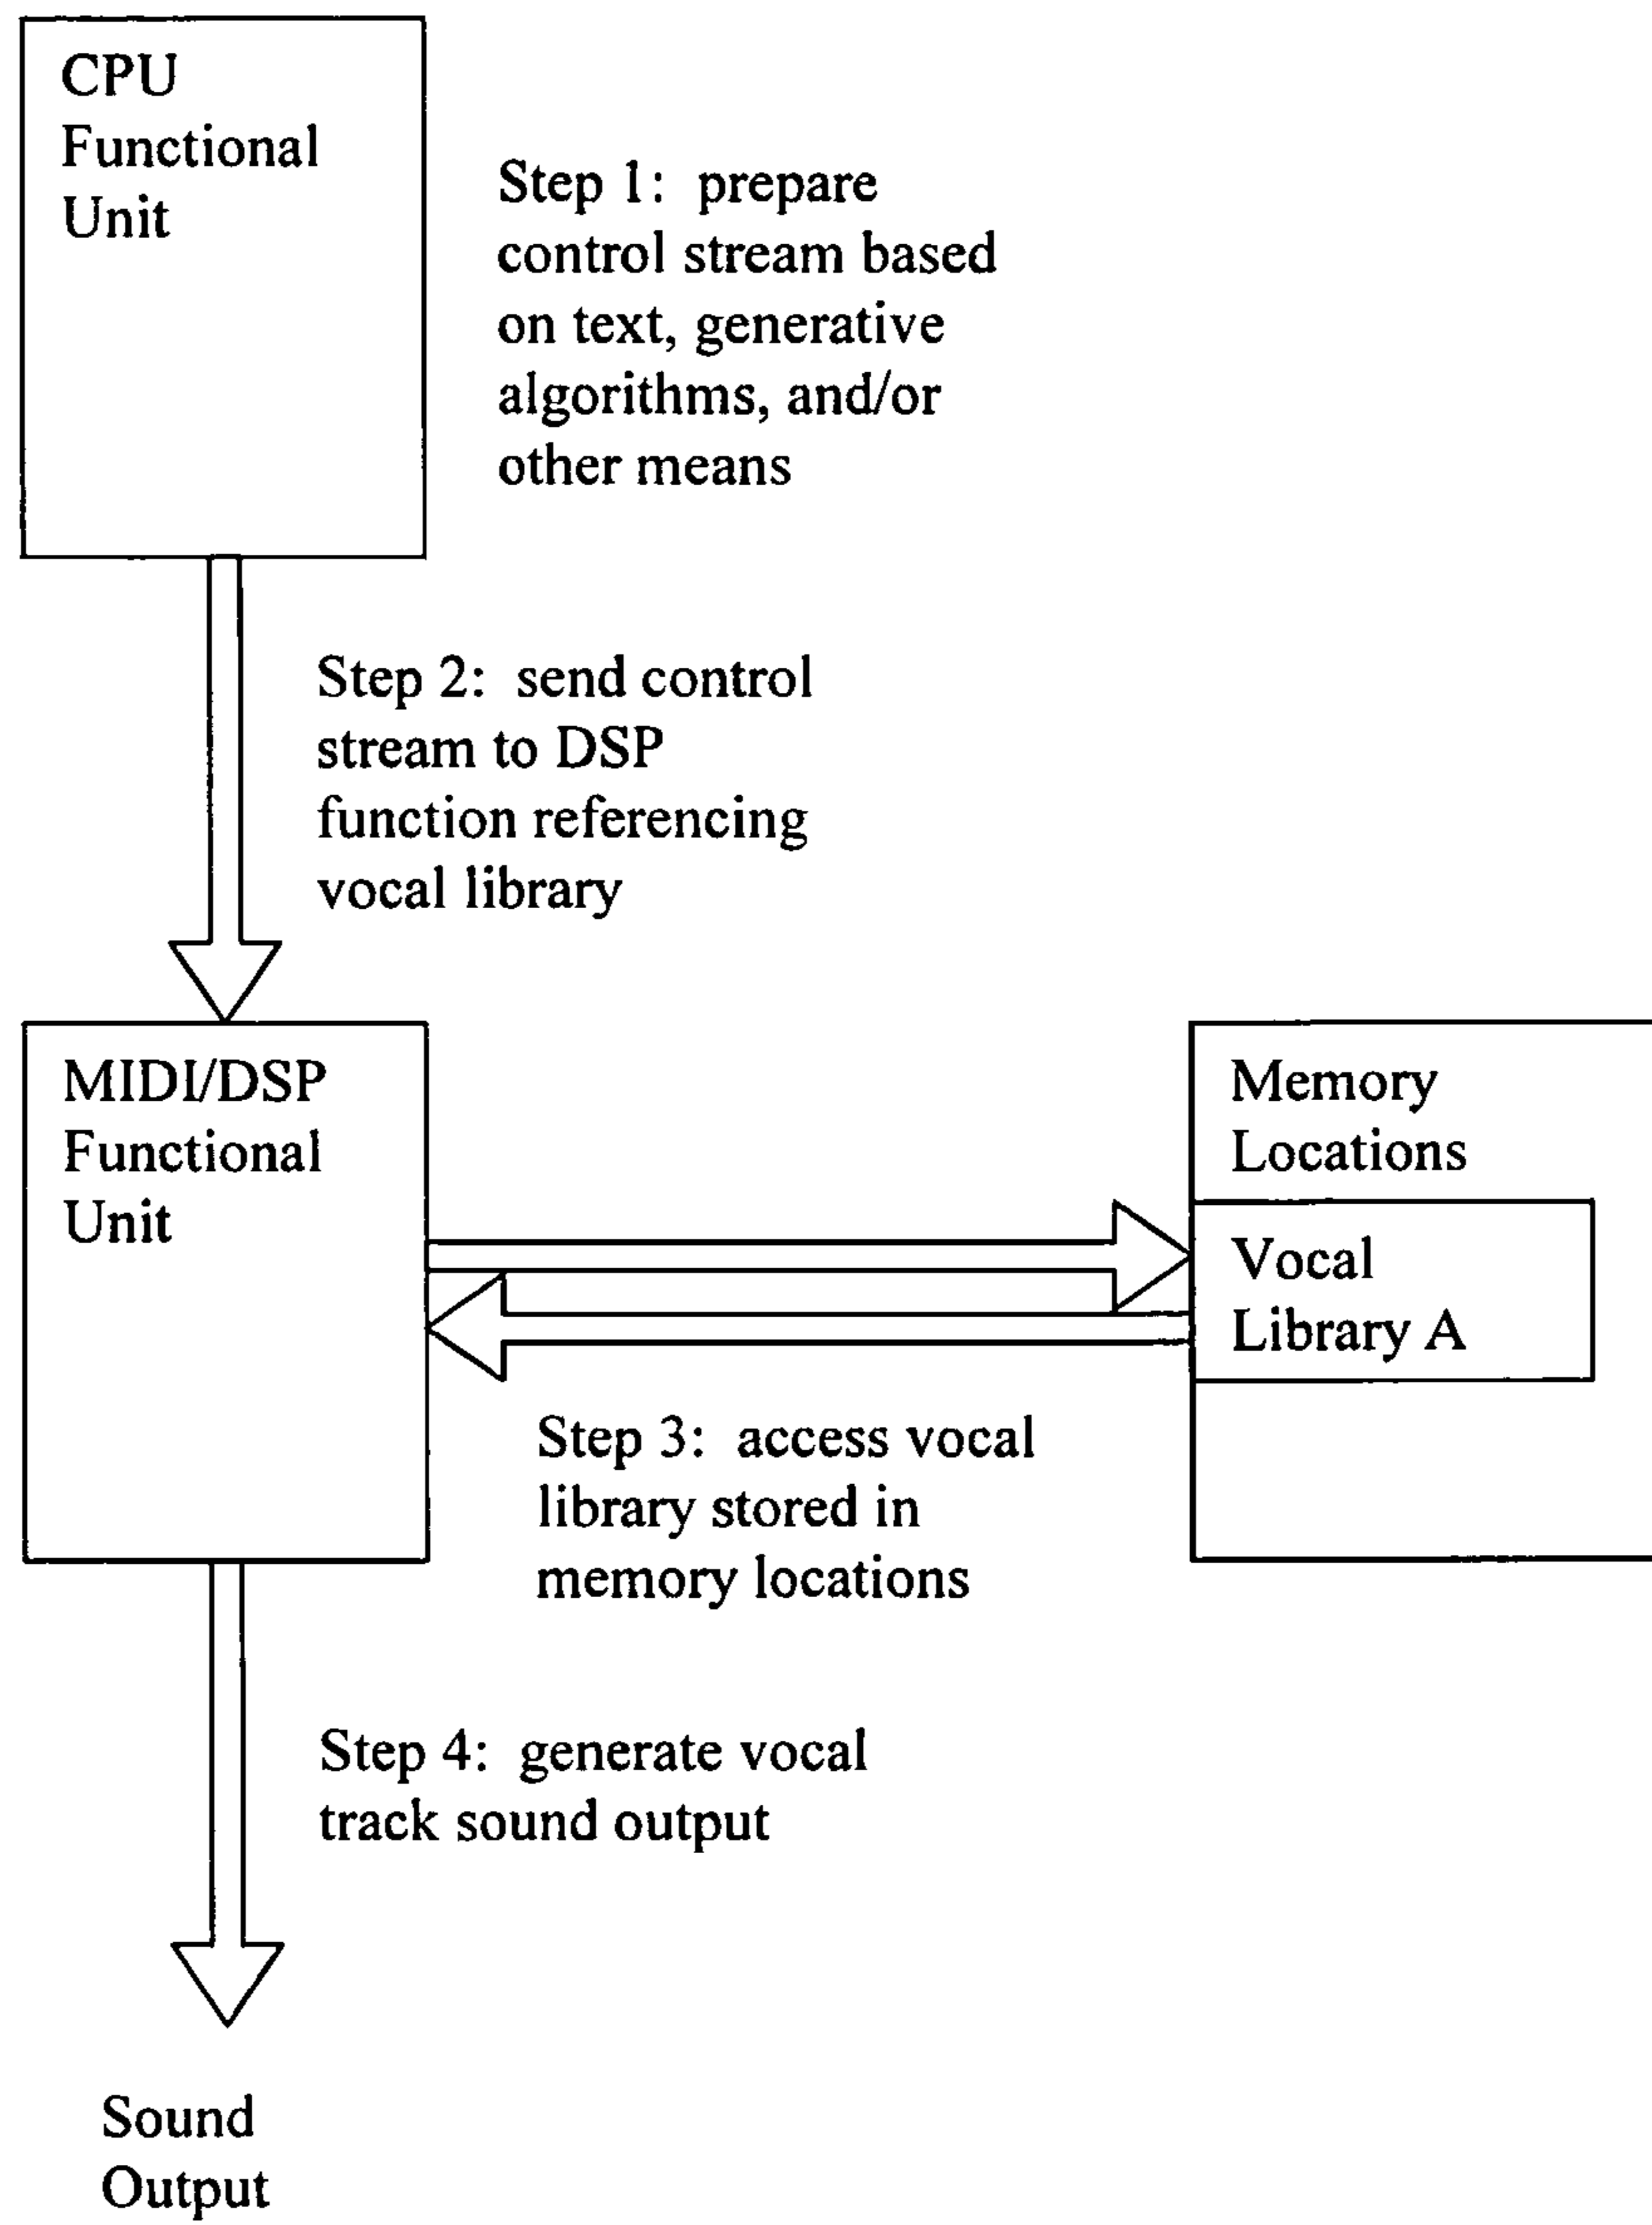 CPU
Functional
Unit
Step 1: prepare
control stream based
on text, generative
algorithms, and/or
other means
Step 2: send control
stream to DSP
function referencing
vocal library
MIDI/DSP
Functional
Unit
Memory
Locations
Vocal
Library A
Step 3: access vocal
library stored in
memory locations
Step 4: generate vocal
track sound output
Sound
Output